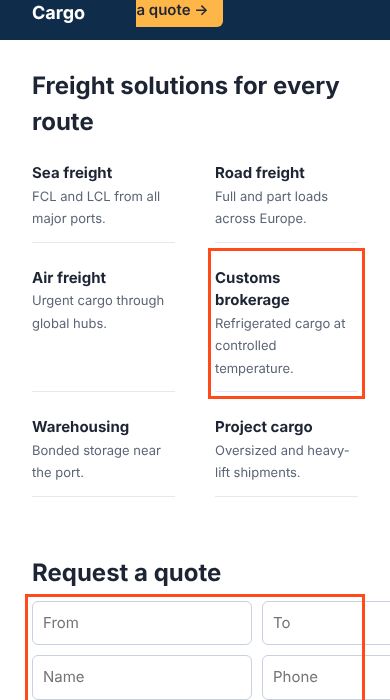 Cargo
a quote →
Freight solutions for every
route
Sea freight
FCL and LCL from all
major ports.
Road freight
Full and part loads
across Europe.
Air freight
Urgent cargo through
global hubs.
Customs
brokerage
Refrigerated cargo at
controlled
temperature.
Warehousing
Bonded storage near
the port.
Project cargo
Oversized and heavy-
lift shipments.
Request a quote
From
To
Name
Phone